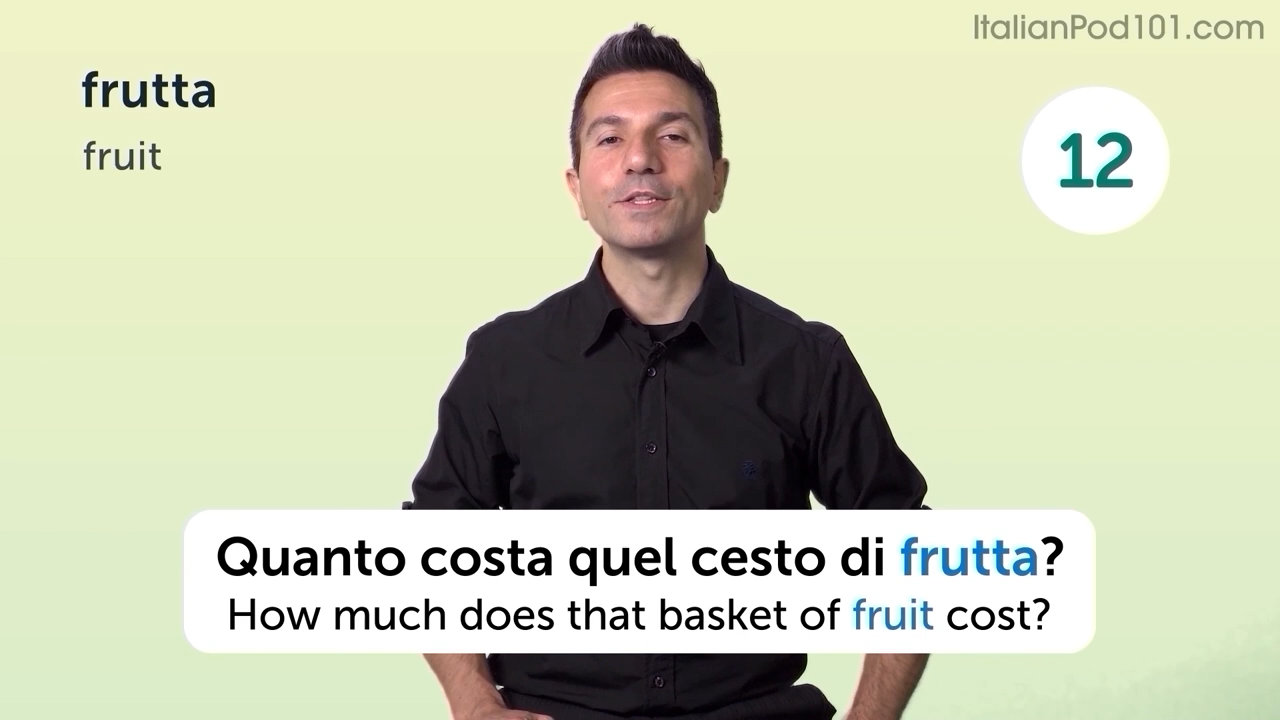 ItalianPod101.com
frutta
fruit
12
Quanto costa quel cesto di frutta?
How much does that basket of fruit cost?